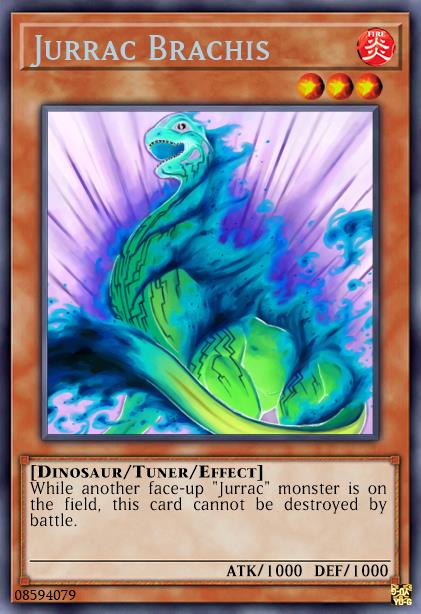 Jurrac Brachis
FIRE
炎
[Dinosaur/Tuner/Effect]
While another face-up "Jurrac" monster is on
the field, this card cannot be destroyed by
battle.
ATK/1000 DEF/1000
08594079